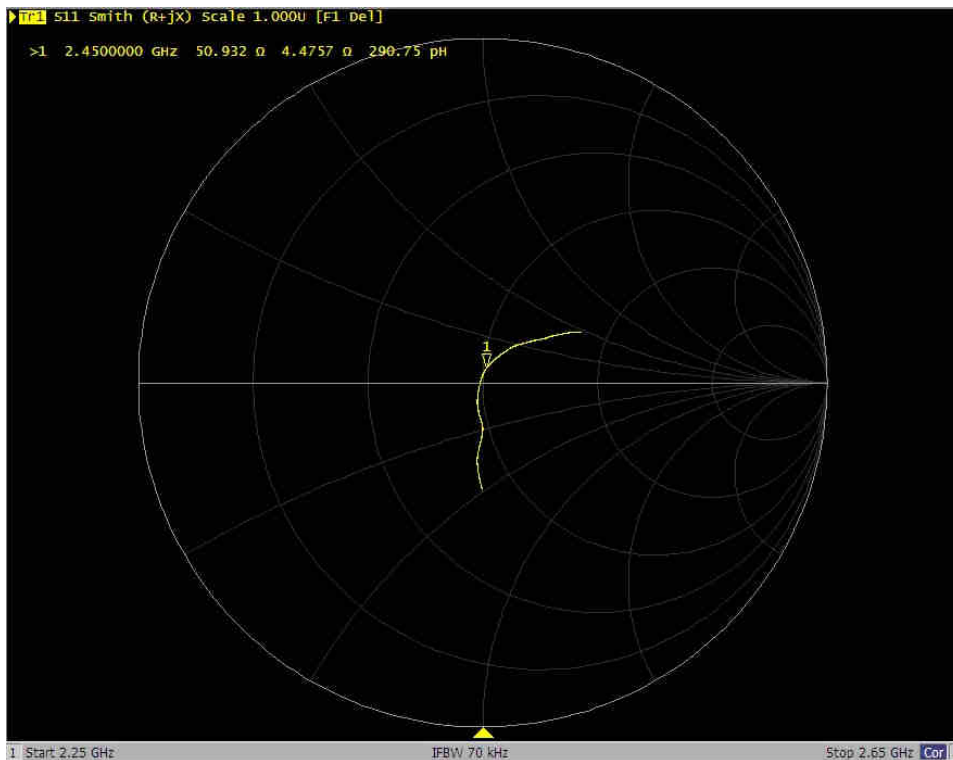 Tr1 S11 Smith (R+jX) Scale 1.000U [F1 Del]
>1 2.4500000 GHz 50.932 Ω 4.4757 Ω 290.75 pH
1
1 Start 2.25 GHz IFBW 70 kHz Stop 2.65 GHz Cor